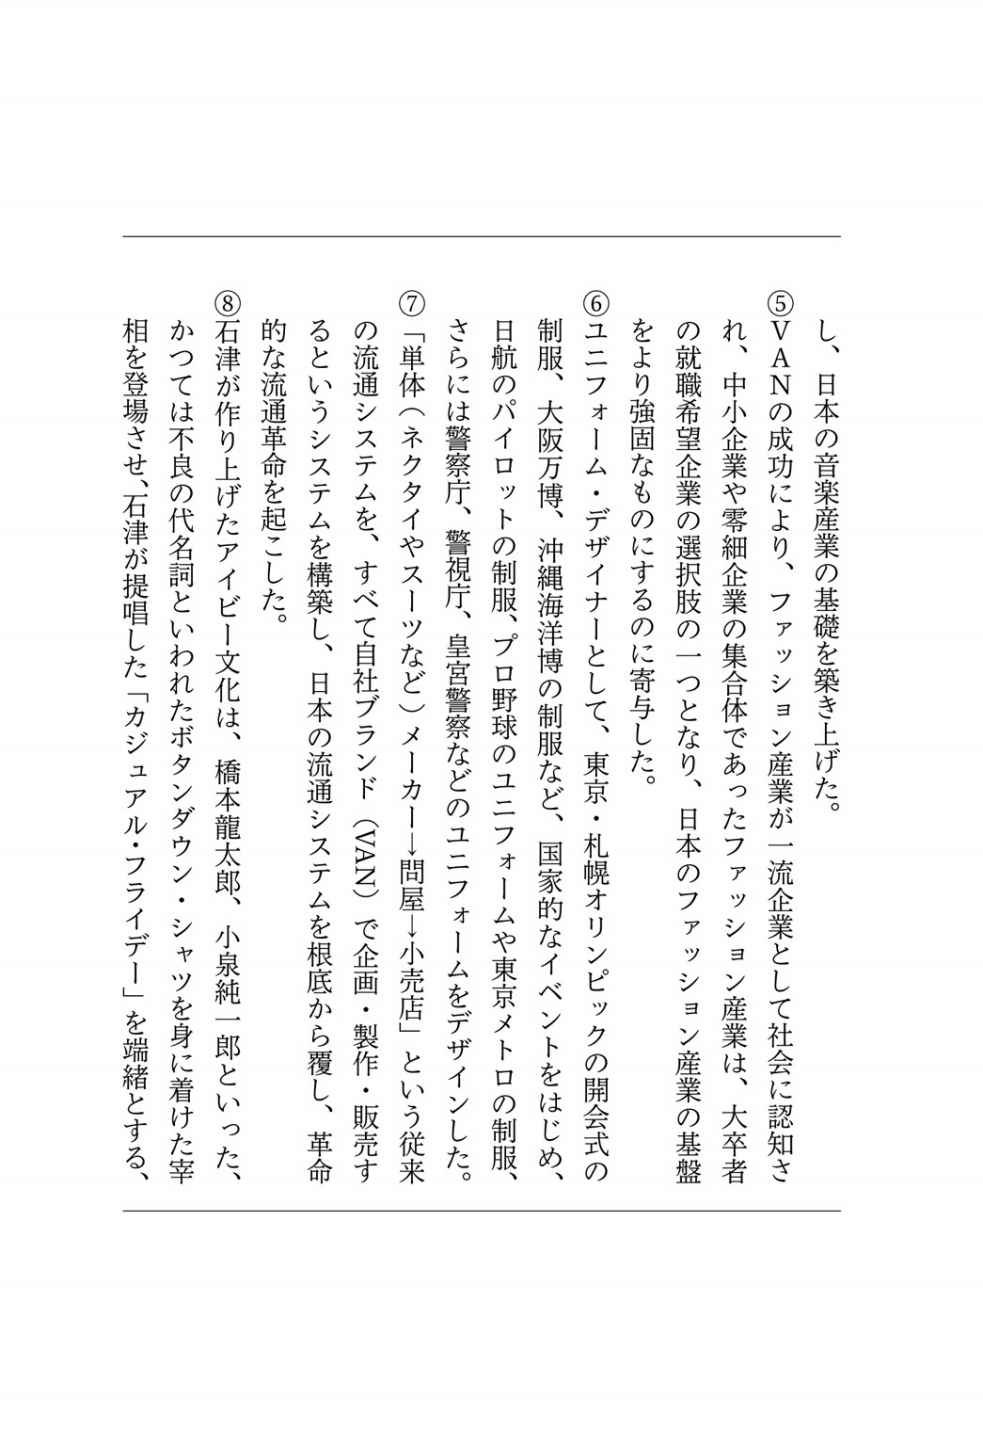 し、日本の音楽産業の基礎を築き上げた。
⑤ＶＡＮの成功により、ファッション産業が一流企業として社会に認知さ
れ、中小企業や零細企業の集合体であったファッション産業は、大卒者
の就職希望企業の選択肢の一つとなり、日本のファッション産業の基盤
をより強固なものにするのに寄与した。
⑥ユニフォーム・デザイナーとして、東京・札幌オリンピックの開会式の
制服、大阪万博、沖縄海洋博の制服など、国家的なイベントをはじめ、
日航のパイロットの制服、プロ野球のユニフォームや東京メトロの制服、
さらには警察庁、警視庁、皇宮警察などのユニフォームをデザインした。
⑦「単体（ネクタイやスーツなど）メーカー→問屋→小売店」という従来
の流通システムを、すべて自社ブランド（VAN）で企画・製作・販売す
るというシステムを構築し、日本の流通システムを根底から覆し、革命
的な流通革命を起こした。
⑧石津が作り上げたアイビー文化は、橋本龍太郎、小泉純一郎といった、
かつては不良の代名詞といわれたボタンダウン・シャツを身に着けた宰
相を登場させ、石津が提唱した「カジュアル・フライデー」を端緒とする、